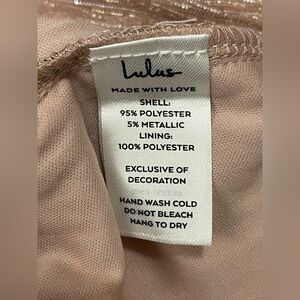 Lulus
MADE WITH LOVE
SHELL:
95% POLYESTER
5% METALLIC
LINING:
100% POLYESTER
EXCLUSIVE OF
DECORATION
HAND WASH COLD
DO NOT BLEACH
HANG TO DRY